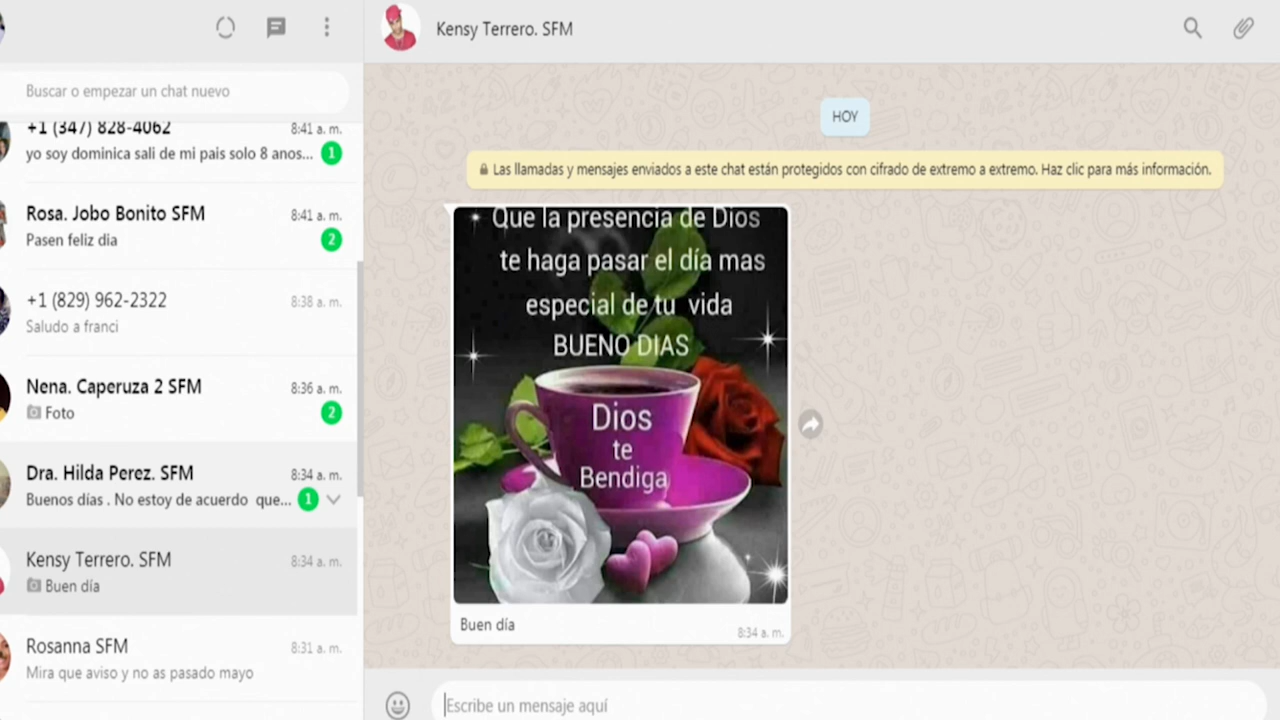 Buscar o empezar un chat nuevo
+1 (347) 828-4062
8:41 a. m.
yo soy dominica sali de mi pais solo 8 anos...
1
Rosa. Jobo Bonito SFM
8:41 a. m.
Pasen feliz día
2
+1 (829) 962-2322
8:38 a. m.
Saludo a franci
Nena. Caperuza 2 SFM
8:36 a. m.
Foto
2
Dra. Hilda Perez. SFM
8:34 a. m.
Buenos días . No estoy de acuerdo que...
1
Kensy Terrero. SFM
8:34 a. m.
Buen día
Rosanna SFM
8:31 a. m.
Mira que aviso y no as pasado mayo
Kensy Terrero. SFM
HOY
Las llamadas y mensajes enviados a este chat están protegidos con cifrado de extremo a extremo. Haz clic para más información.
Que la presencia de Dios
te haga pasar el día mas
especial de tu vida
BUENO DIAS
Dios
te
Bendiga
Buen día
8:34 a. m.
Escribe un mensaje aquí